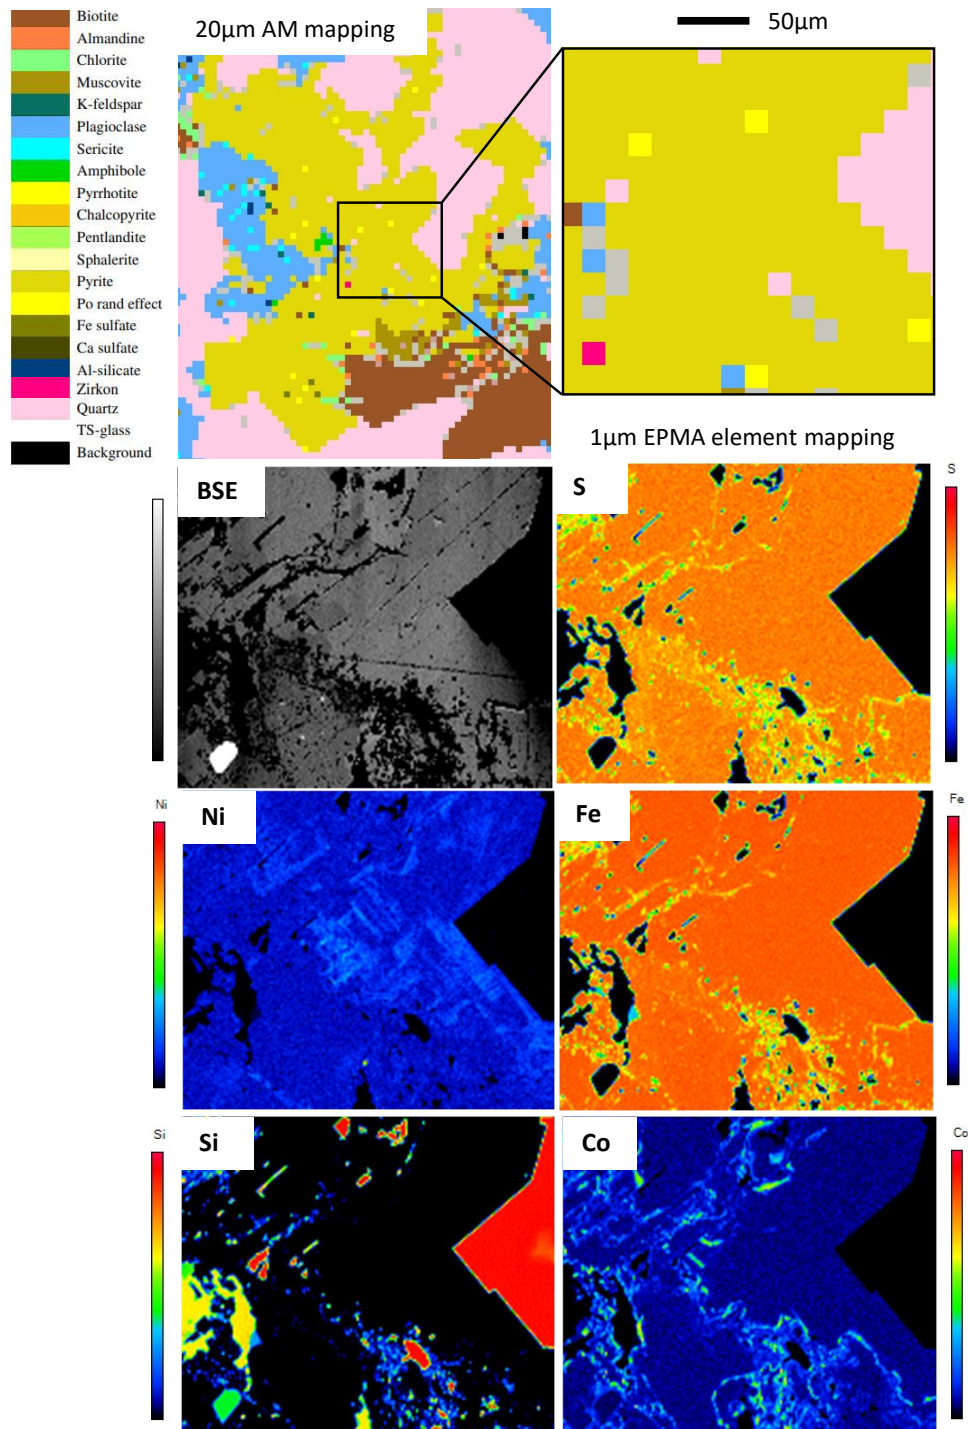 Biotite
Almandine
Chlorite
Muscovite
K-feldspar
Plagioclase
Sericite
Amphibole
Pyrrhotite
Chalcopyrite
Pentlandite
Sphalerite
Pyrite
Po rand effect
Fe sulfate
Ca sulfate
Al-silicate
Zirkon
Quartz
TS-glass
Background
20µm AM mapping
50µm
1µm EPMA element mapping
BSE
S
S
Ni
Ni
Fe
Fe
Si
Si
Co
Co